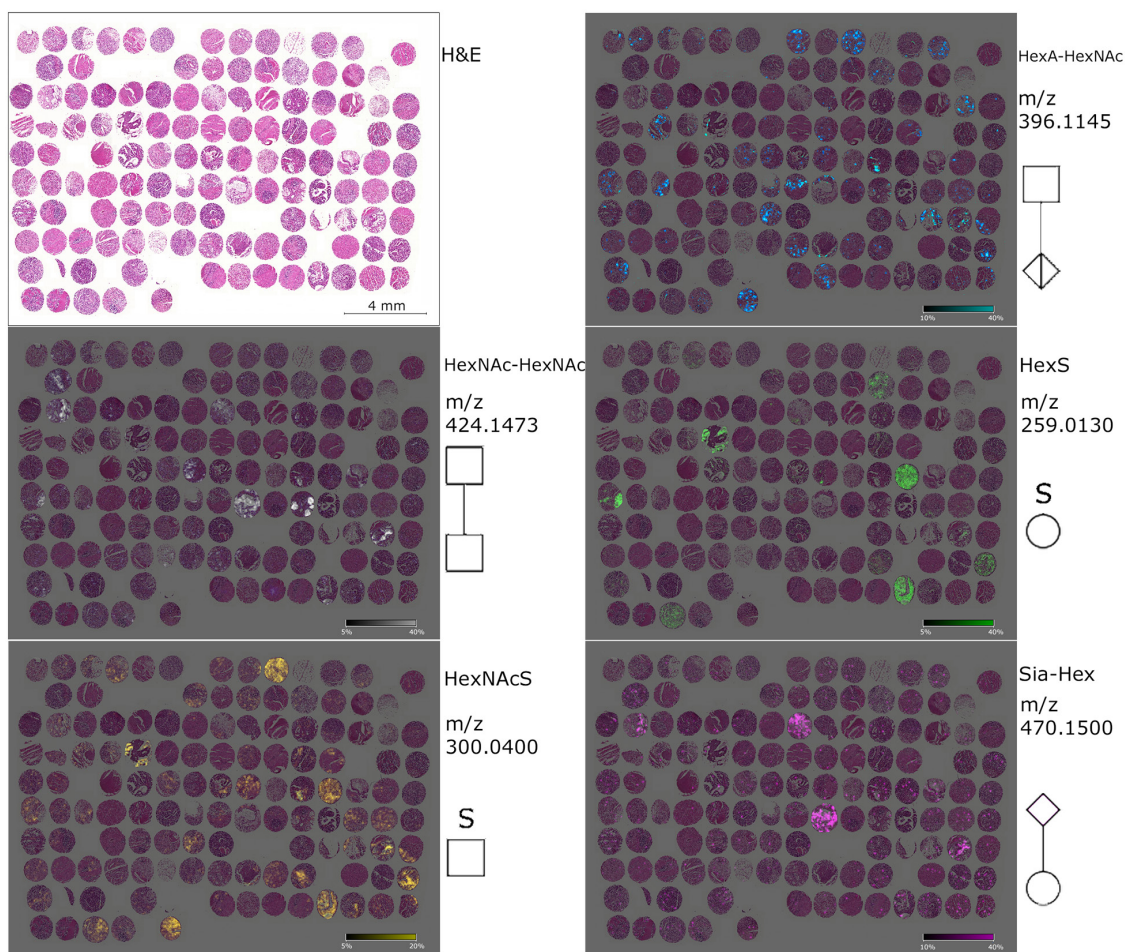 H&E
4 mm
HexA-HexNAc
m/z
396.1145
10% 40%
HexNAc-HexNAc
m/z
424.1473
5% 40%
HexS
m/z
259.0130
S
5% 40%
HexNAcS
m/z
300.0400
S
5% 20%
Sia-Hex
m/z
470.1500
10% 40%